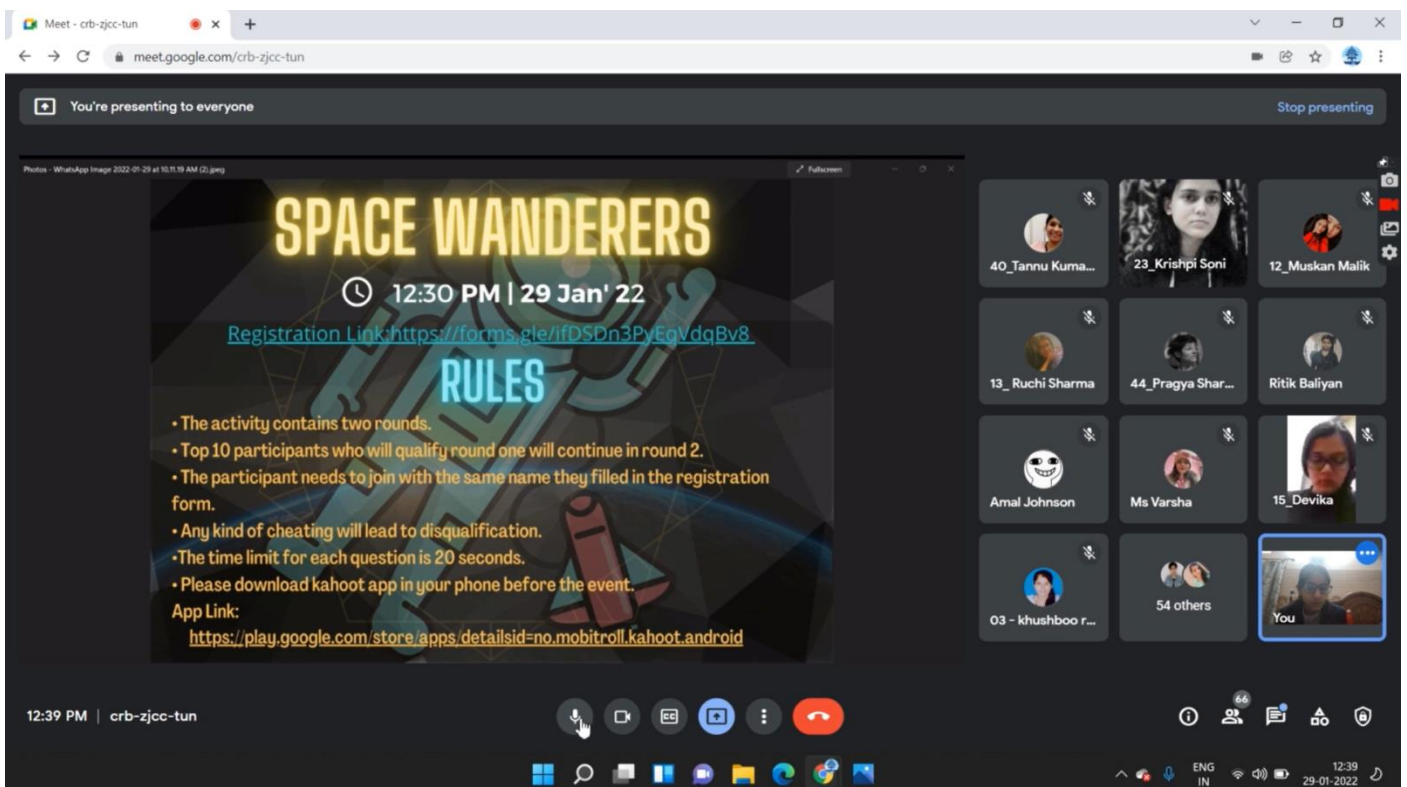 Meet - crb-zjcc-tun
meet.google.com/crb-zjcc-tun
You're presenting to everyone
Stop presenting
Photos - WhatsApp Image 2022-01-29 at 10.11.19 AM (2).jpeg
Fullscreen
SPACE WANDERERS
12:30 PM | 29 Jan' 22
Registration Link:https://forms.gle/ifDSDn3PyEqVdqBv8
RULES
• The activity contains two rounds.
• Top 10 participants who will qualify round one will continue in round 2.
• The participant needs to join with the same name they filled in the registration
form.
• Any kind of cheating will lead to disqualification.
•The time limit for each question is 20 seconds.
• Please download kahoot app in your phone before the event.
App Link:
https://play.google.com/store/apps/detailsid=no.mobitroll.kahoot.android
40_Tannu Kuma...
23_Krishpi Soni
12_Muskan Malik
13_ Ruchi Sharma
44_Pragya Shar...
Ritik Baliyan
Amal Johnson
Ms Varsha
15_Devika
03 - khushboo r...
54 others
You
12:39 PM | crb-zjcc-tun
CC
66
ENG
IN
12:39
29-01-2022